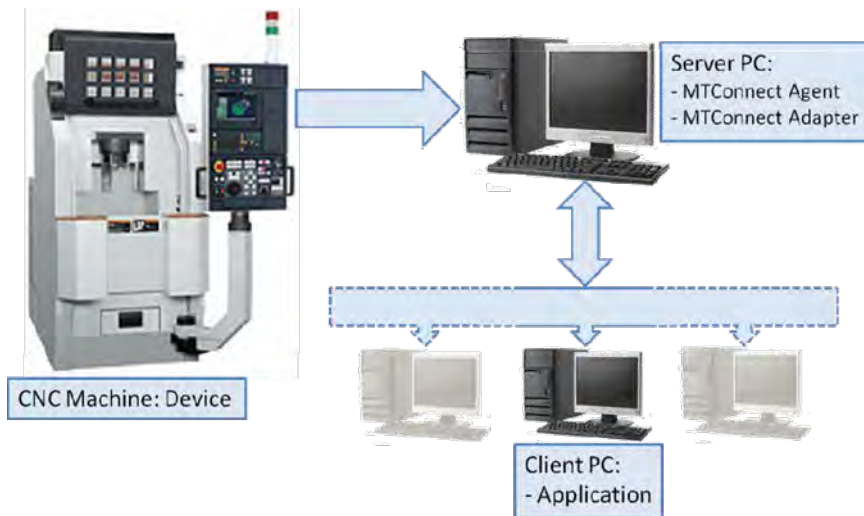 Server PC:
- MTConnect Agent
- MTConnect Adapter
CNC Machine: Device
Client PC:
- Application